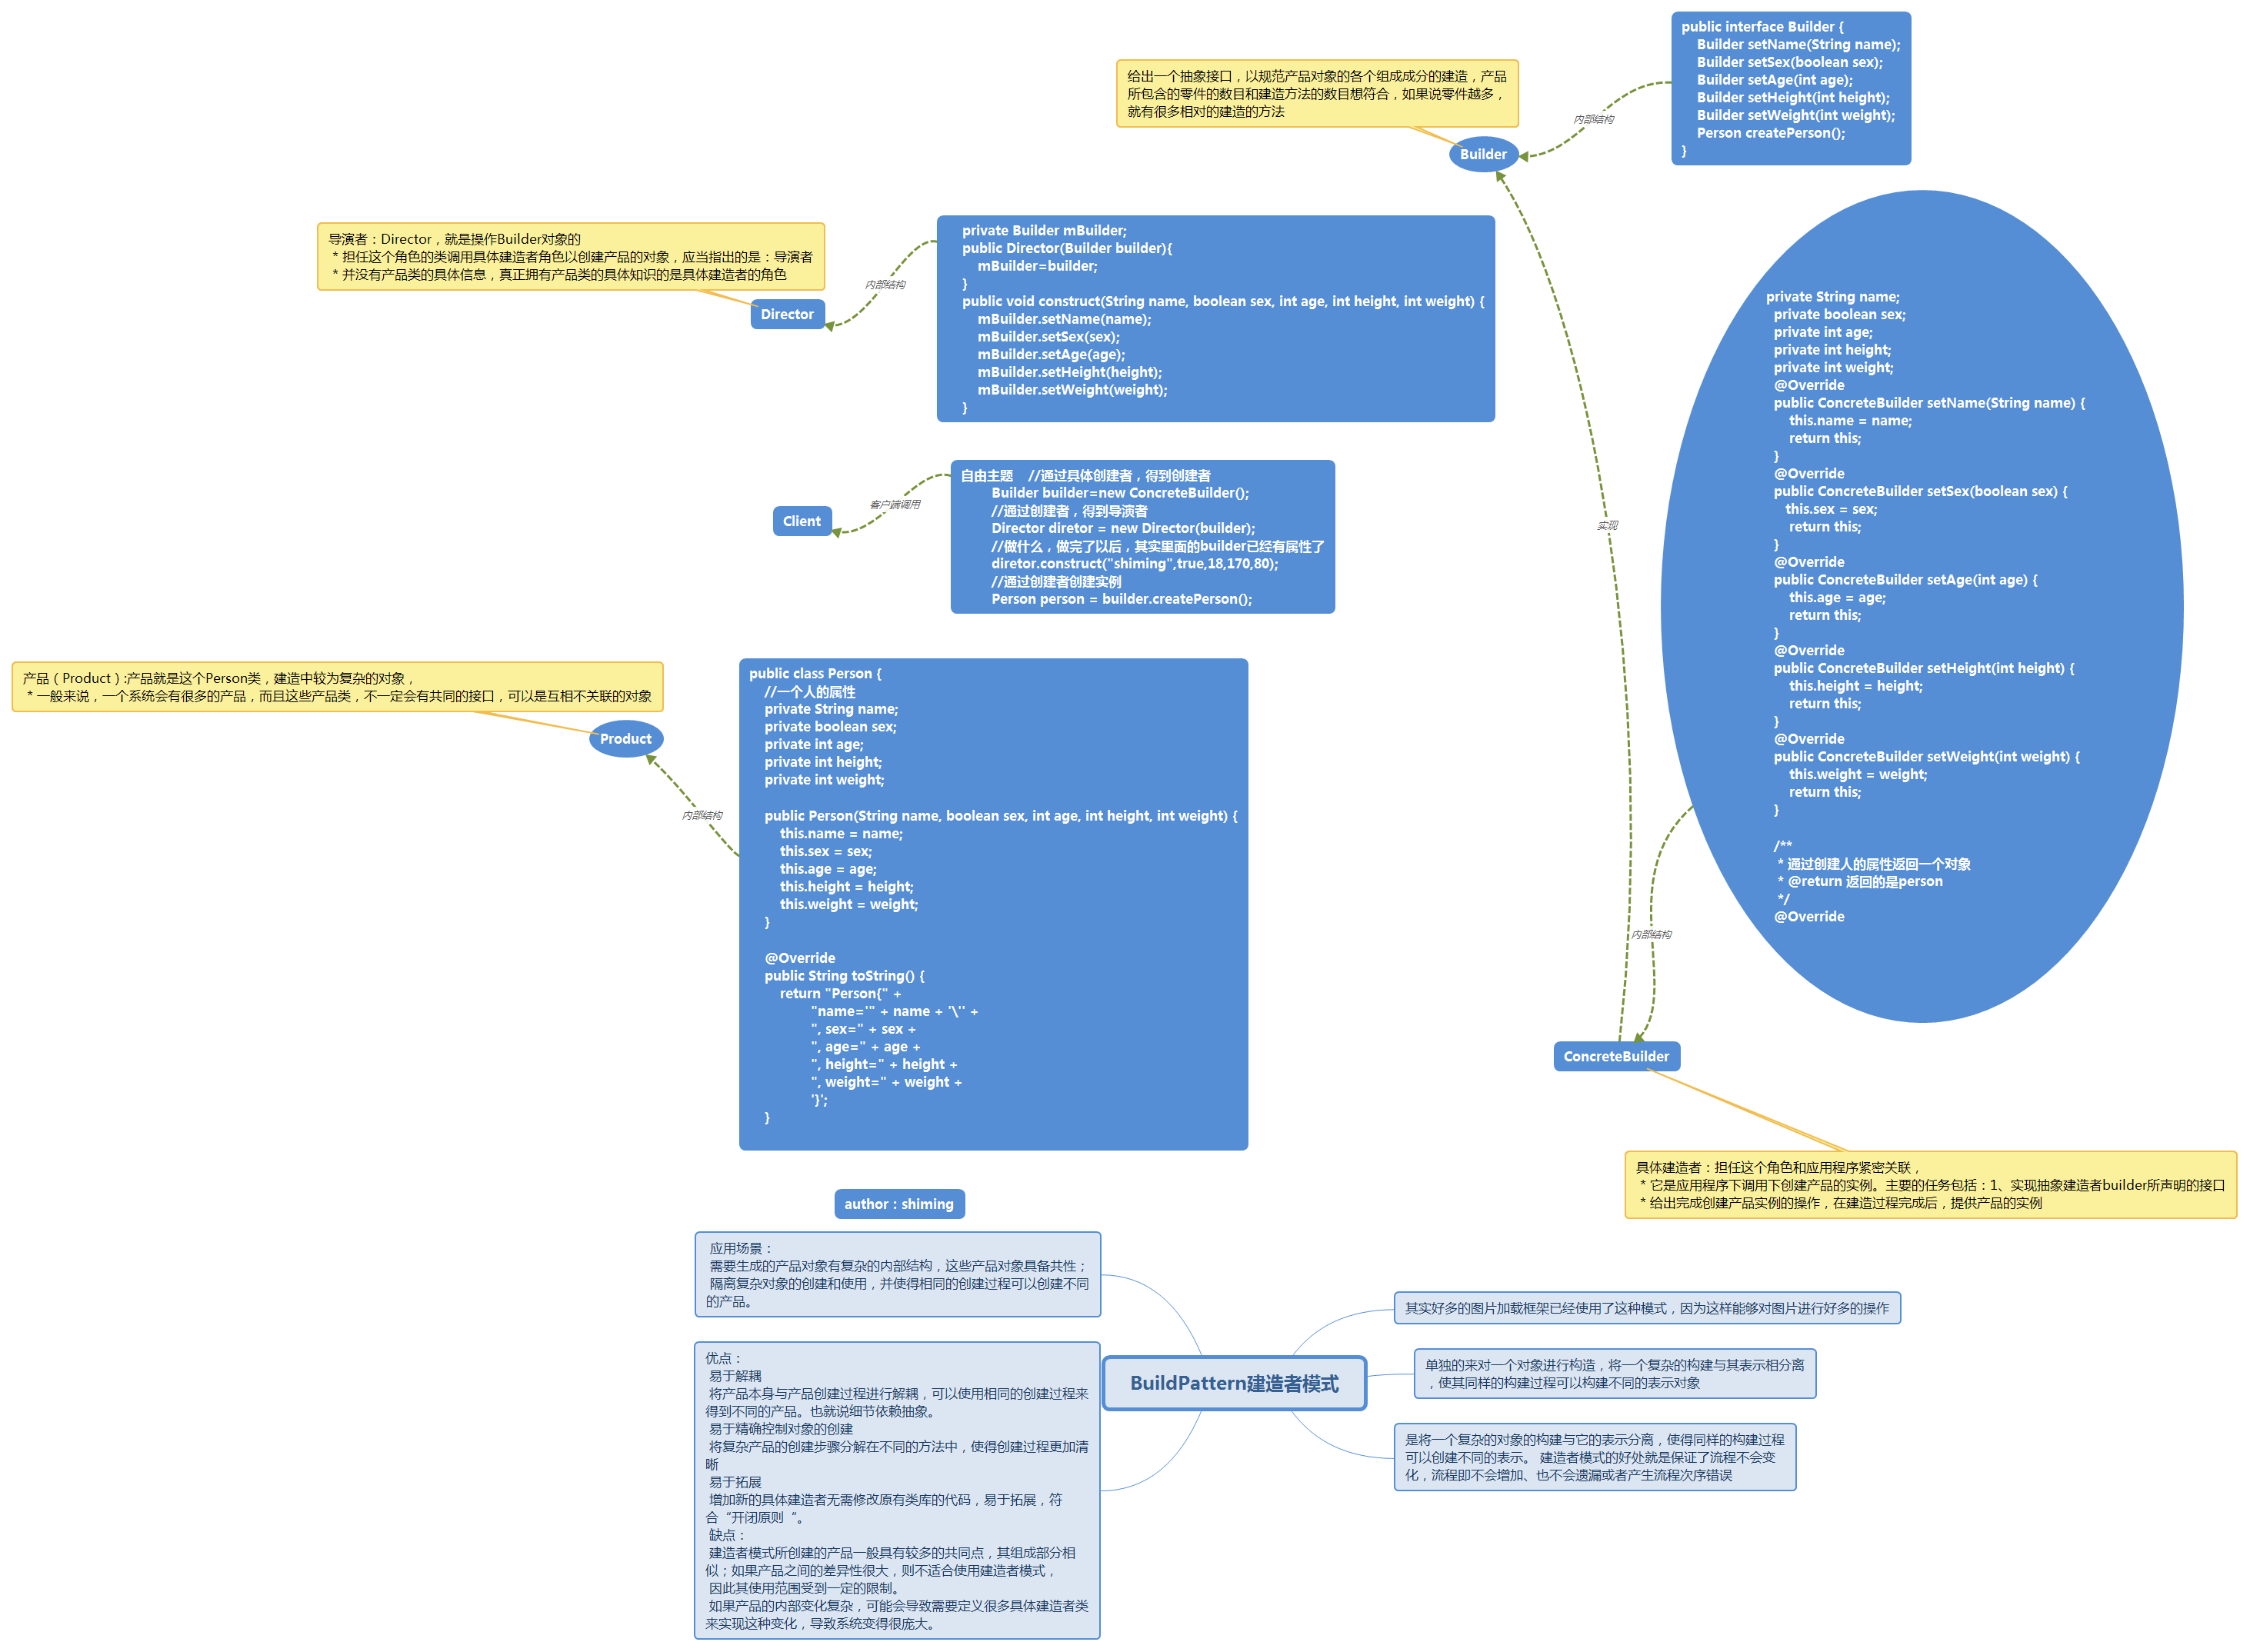 public interface Builder {
Builder setName(String name);
Builder setSex(boolean sex);
Builder setAge(int age);
Builder setHeight(int height);
Builder setWeight(int weight);
Person createPerson();
}
给出一个抽象接口，以规范产品对象的各个组成成分的建造，产品
所包含的零件的数目和建造方法的数目想符合，如果说零件越多，
就有很多相对的建造的方法
内部结构
Builder
导演者：Director，就是操作Builder对象的
* 担任这个角色的类调用具体建造者角色以创建产品的对象，应当指出的是：导演者
* 并没有产品类的具体信息，真正拥有产品类的具体知识的是具体建造者的角色
内部结构
Director
private Builder mBuilder;
public Director(Builder builder){
mBuilder=builder;
}
public void construct(String name, boolean sex, int age, int height, int weight) {
mBuilder.setName(name);
mBuilder.setSex(sex);
mBuilder.setAge(age);
mBuilder.setHeight(height);
mBuilder.setWeight(weight);
}
private String name;
private boolean sex;
private int age;
private int height;
private int weight;
@Override
public ConcreteBuilder setName(String name) {
this.name = name;
return this;
}
@Override
public ConcreteBuilder setSex(boolean sex) {
this.sex = sex;
return this;
}
@Override
public ConcreteBuilder setAge(int age) {
this.age = age;
return this;
}
@Override
public ConcreteBuilder setHeight(int height) {
this.height = height;
return this;
}
@Override
public ConcreteBuilder setWeight(int weight) {
this.weight = weight;
return this;
}
/**
* 通过创建人的属性返回一个对象
* @return 返回的是person
*/
@Override
自由主题 //通过具体创建者，得到创建者
Builder builder=new ConcreteBuilder();
//通过创建者，得到导演者
Director diretor = new Director(builder);
//做什么，做完了以后，其实里面的builder已经有属性了
diretor.construct("shiming",true,18,170,80);
//通过创建者创建实例
Person person = builder.createPerson();
客户端调用
Client
实现
产品（Product）:产品就是这个Person类，建造中较为复杂的对象，
* 一般来说，一个系统会有很多的产品，而且这些产品类，不一定会有共同的接口，可以是互相不关联的对象
Product
内部结构
public class Person {
//一个人的属性
private String name;
private boolean sex;
private int age;
private int height;
private int weight;
public Person(String name, boolean sex, int age, int height, int weight) {
this.name = name;
this.sex = sex;
this.age = age;
this.height = height;
this.weight = weight;
}
@Override
public String toString() {
return "Person{" +
"name='" + name + '\'' +
", sex=" + sex +
", age=" + age +
", height=" + height +
", weight=" + weight +
'}';
}
内部结构
ConcreteBuilder
具体建造者：担任这个角色和应用程序紧密关联，
* 它是应用程序下调用下创建产品的实例。主要的任务包括：1、实现抽象建造者builder所声明的接口
* 给出完成创建产品实例的操作，在建造过程完成后，提供产品的实例
author：shiming
应用场景：
需要生成的产品对象有复杂的内部结构，这些产品对象具备共性；
隔离复杂对象的创建和使用，并使得相同的创建过程可以创建不同
的产品。
优点：
易于解耦
将产品本身与产品创建过程进行解耦，可以使用相同的创建过程来
得到不同的产品。也就说细节依赖抽象。
易于精确控制对象的创建
将复杂产品的创建步骤分解在不同的方法中，使得创建过程更加清
晰
易于拓展
增加新的具体建造者无需修改原有类库的代码，易于拓展，符
合“开闭原则“。
缺点：
建造者模式所创建的产品一般具有较多的共同点，其组成部分相
似；如果产品之间的差异性很大，则不适合使用建造者模式，
因此其使用范围受到一定的限制。
如果产品的内部变化复杂，可能会导致需要定义很多具体建造者类
来实现这种变化，导致系统变得很庞大。
BuildPattern建造者模式
其实好多的图片加载框架已经使用了这种模式，因为这样能够对图片进行好多的操作
单独的来对一个对象进行构造，将一个复杂的构建与其表示相分离
，使其同样的构建过程可以构建不同的表示对象
是将一个复杂的对象的构建与它的表示分离，使得同样的构建过程
可以创建不同的表示。 建造者模式的好处就是保证了流程不会变
化，流程即不会增加、也不会遗漏或者产生流程次序错误